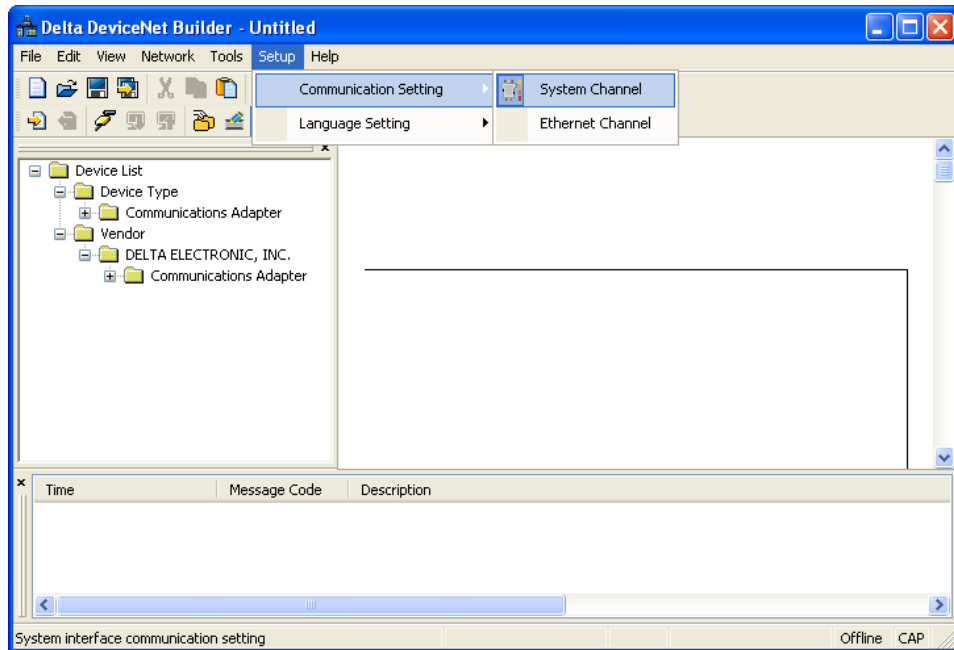 Delta DeviceNet Builder - Untitled
File Edit View Network Tools Setup Help
Communication Setting
System Channel
Language Setting
Ethernet Channel
Device List
Device Type
Communications Adapter
Vendor
DELTA ELECTRONIC, INC.
Communications Adapter
Time Message Code Description
System interface communication setting Offline CAP